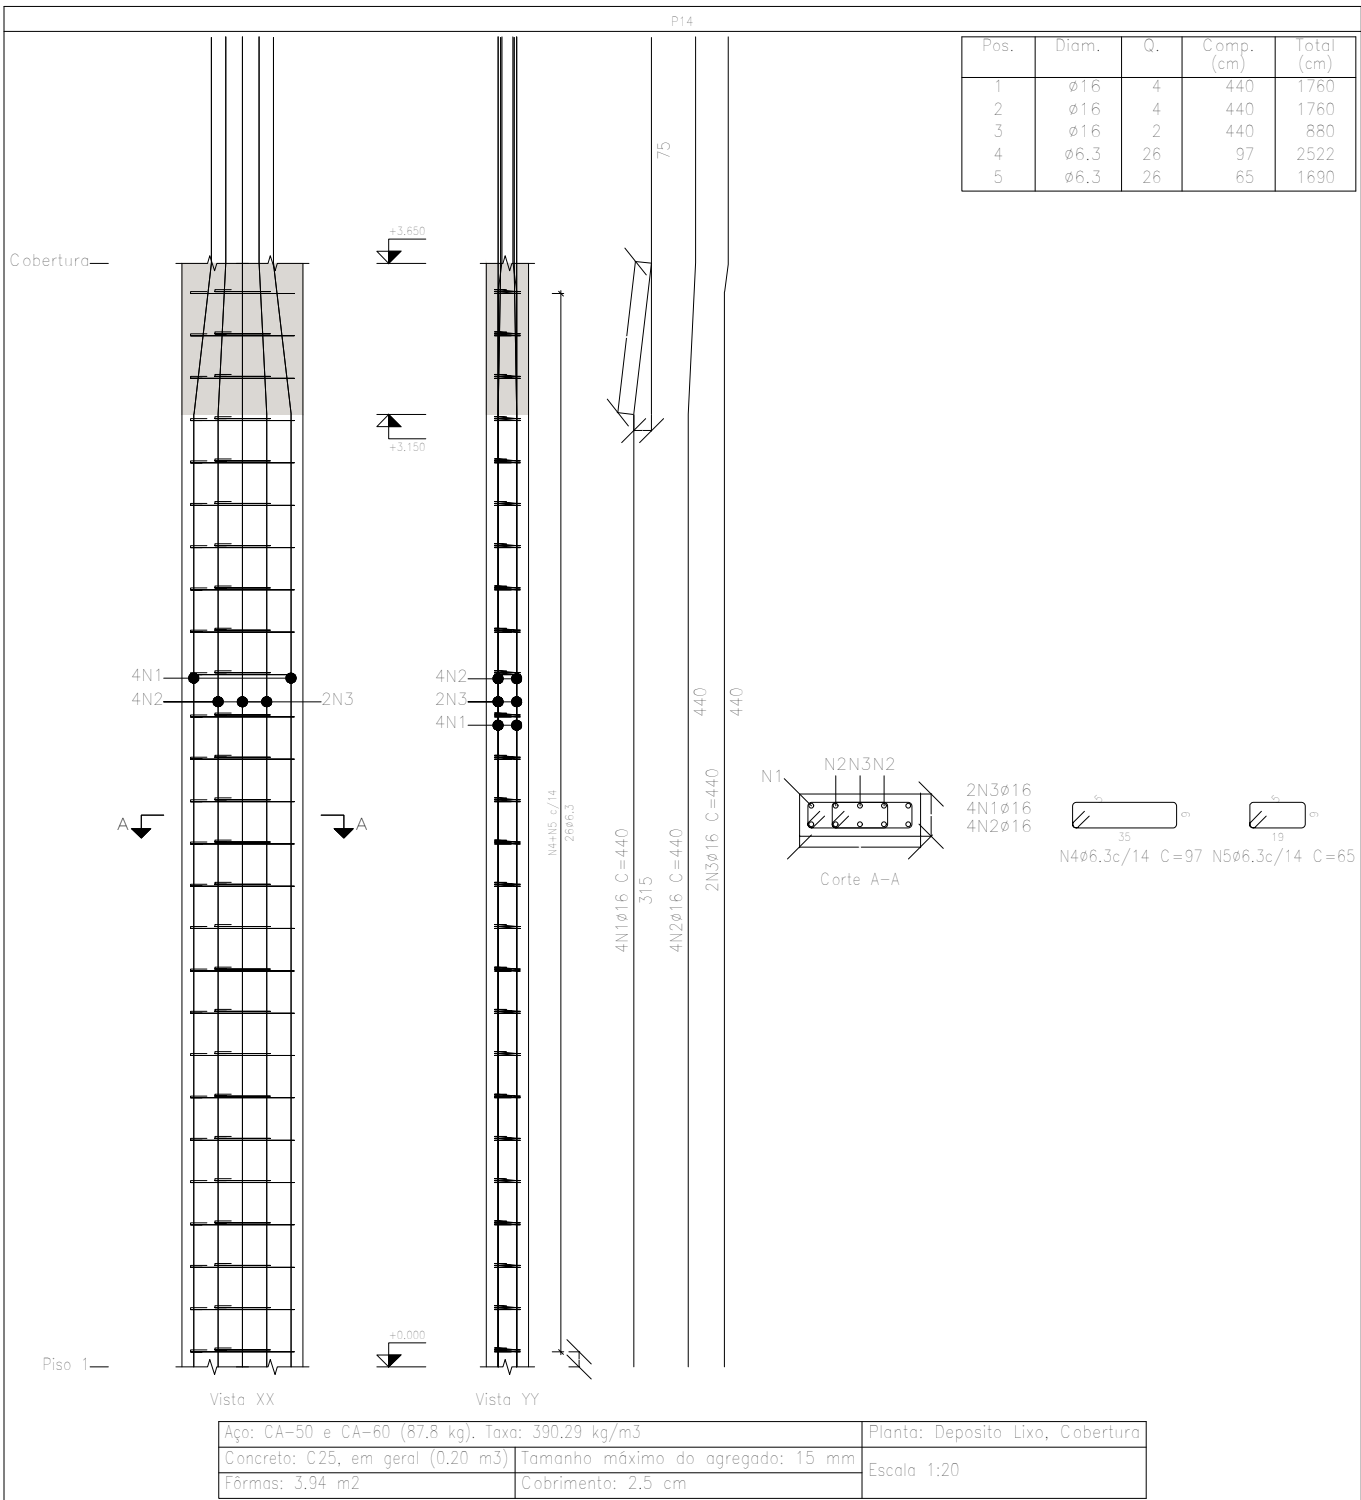 P14
Pos. Diam. Q. Comp. (cm) Total (cm)
1 ø16 4 440 1760
2 ø16 4 440 1760
3 ø16 2 440 880
4 ø6.3 26 97 2522
5 ø6.3 26 65 1690
75
+3.650
Cobertura
+3.150
4N1
4N2
2N3
4N2
2N3
4N1
440
440
N4+N5 c/14
26ø6.3
4N1ø16 C=440
315
4N2ø16 C=440
2N3ø16 C=440
A
A
N1
N2N3N2
2N3ø16
4N1ø16
4N2ø16
Corte A-A
5
9
35
N4ø6.3c/14 C=97
5
9
19
N5ø6.3c/14 C=65
+0.000
Piso 1
Vista XX
Vista YY
Aço: CA-50 e CA-60 (87.8 kg). Taxa: 390.29 kg/m3
Planta: Deposito Lixo, Cobertura
Concreto: C25, em geral (0.20 m3)
Tamanho máximo do agregado: 15 mm
Escala 1:20
Fôrmas: 3.94 m2
Cobrimento: 2.5 cm